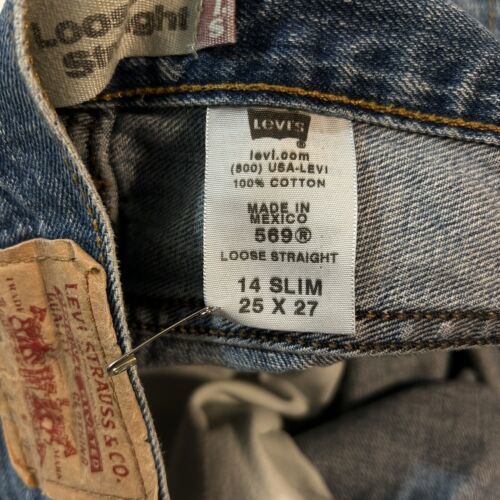 Loose
Straight
LEVI'S
levi.com
(800) USA-LEVI
100% COTTON
MADE IN
MEXICO
569®
LOOSE STRAIGHT
14 SLIM
25 X 27
LEVI STRAUSS & CO.